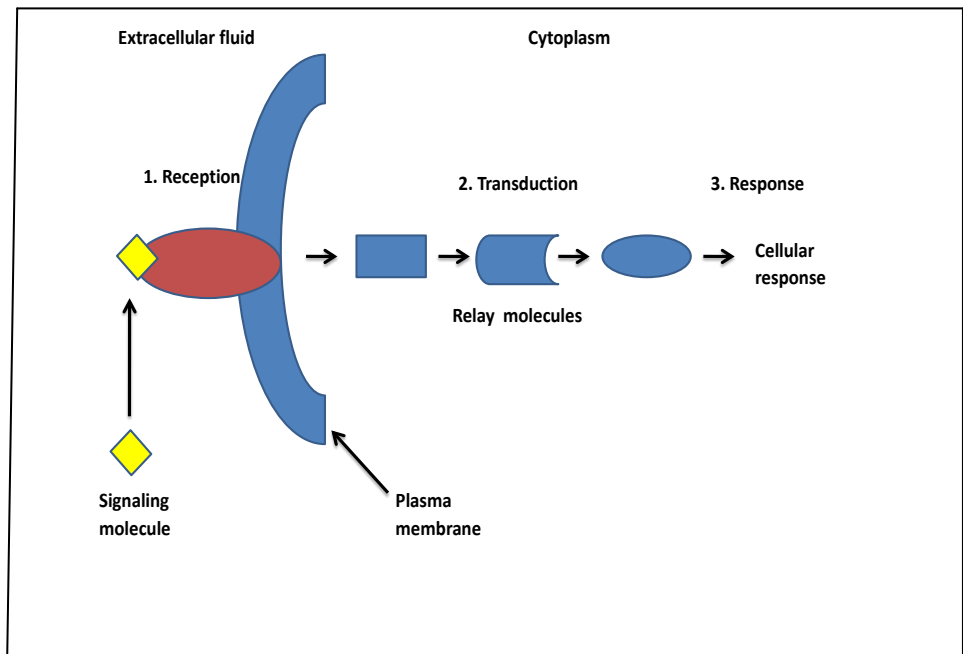 Extracellular fluid
Cytoplasm
1. Reception
2. Transduction
3. Response
Cellular
response
Relay molecules
Signaling
molecule
Plasma
membrane